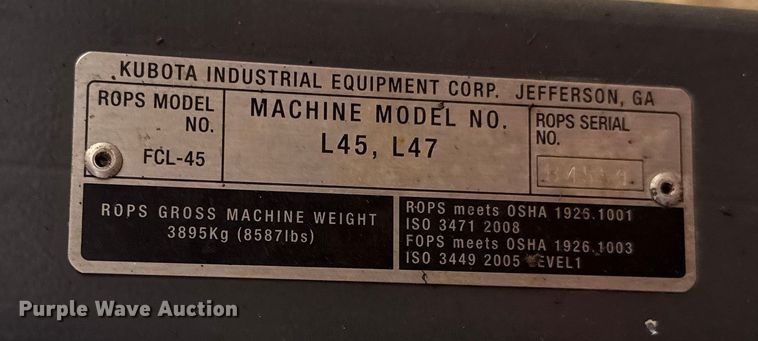 KUBOTA INDUSTRIAL EQUIPMENT CORP. JEFFERSON, GA
ROPS MODEL NO.
FCL-45
MACHINE MODEL NO.
L45, L47
ROPS SERIAL NO.
ROPS GROSS MACHINE WEIGHT
3895Kg (8587lbs)
ROPS meets OSHA 1926.1001
ISO 3471 2008
FOPS meets OSHA 1926.1003
ISO 3449 2005 LEVEL1
Purple Wave Auction